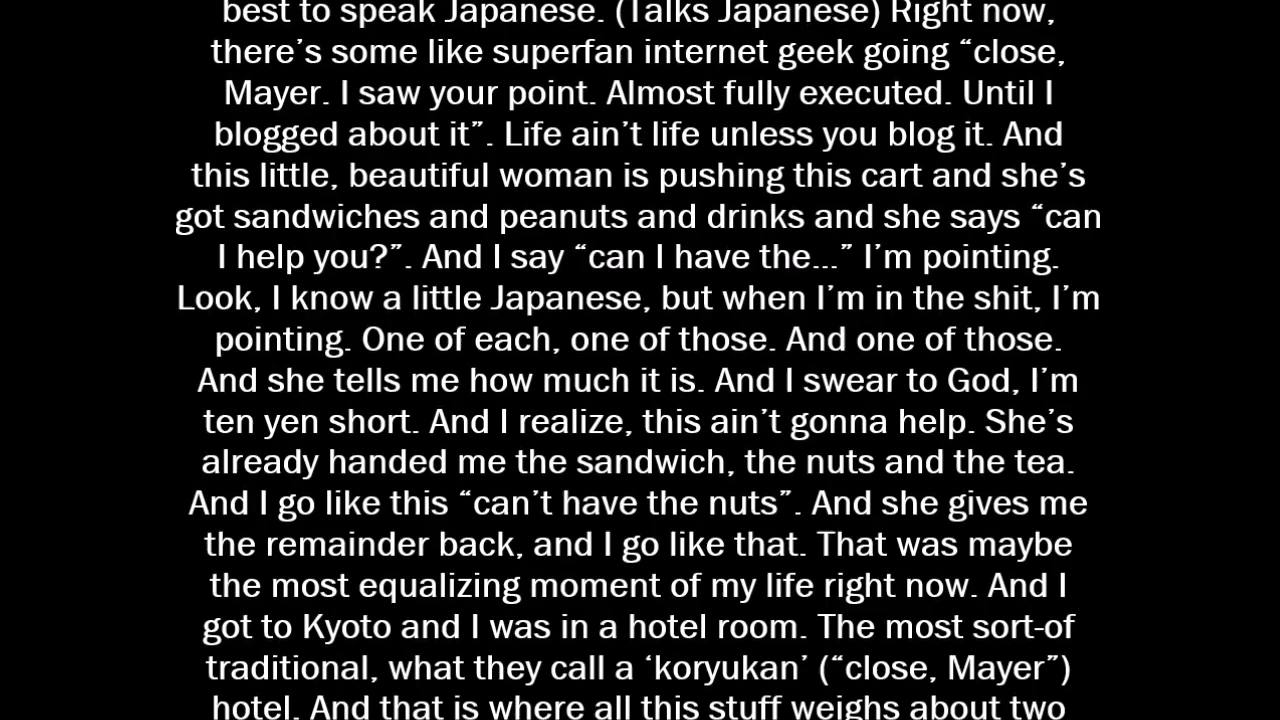 best to speak Japanese. (Talks Japanese) Right now,
there’s some like superfan internet geek going “close,
Mayer. I saw your point. Almost fully executed. Until I
blogged about it”. Life ain’t life unless you blog it. And
this little, beautiful woman is pushing this cart and she’s
got sandwiches and peanuts and drinks and she says “can
I help you?”. And I say “can I have the...” I’m pointing.
Look, I know a little Japanese, but when I’m in the shit, I’m
pointing. One of each, one of those. And one of those.
And she tells me how much it is. And I swear to God, I’m
ten yen short. And I realize, this ain’t gonna help. She’s
already handed me the sandwich, the nuts and the tea.
And I go like this “can’t have the nuts”. And she gives me
the remainder back, and I go like that. That was maybe
the most equalizing moment of my life right now. And I
got to Kyoto and I was in a hotel room. The most sort-of
traditional, what they call a ‘koryukan’ (“close, Mayer”)
hotel. And that is where all this stuff weighs about two